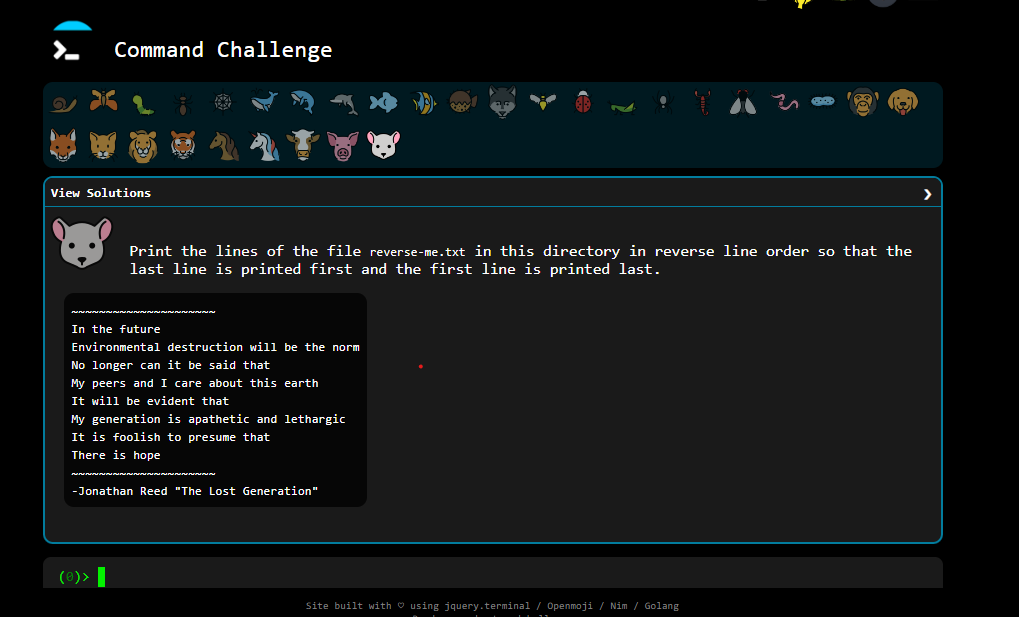 Command Challenge
View Solutions
Print the lines of the file reverse-me.txt in this directory in reverse line order so that the
last line is printed first and the first line is printed last.
~~~~~~~~~~~~~~~~~~~~~
In the future
Environmental destruction will be the norm
No longer can it be said that
My peers and I care about this earth
It will be evident that
My generation is apathetic and lethargic
It is foolish to presume that
There is hope
~~~~~~~~~~~~~~~~~~~~~
-Jonathan Reed "The Lost Generation"
(0)>
Site built with ♡ using jquery.terminal / Openmoji / Nim / Golang